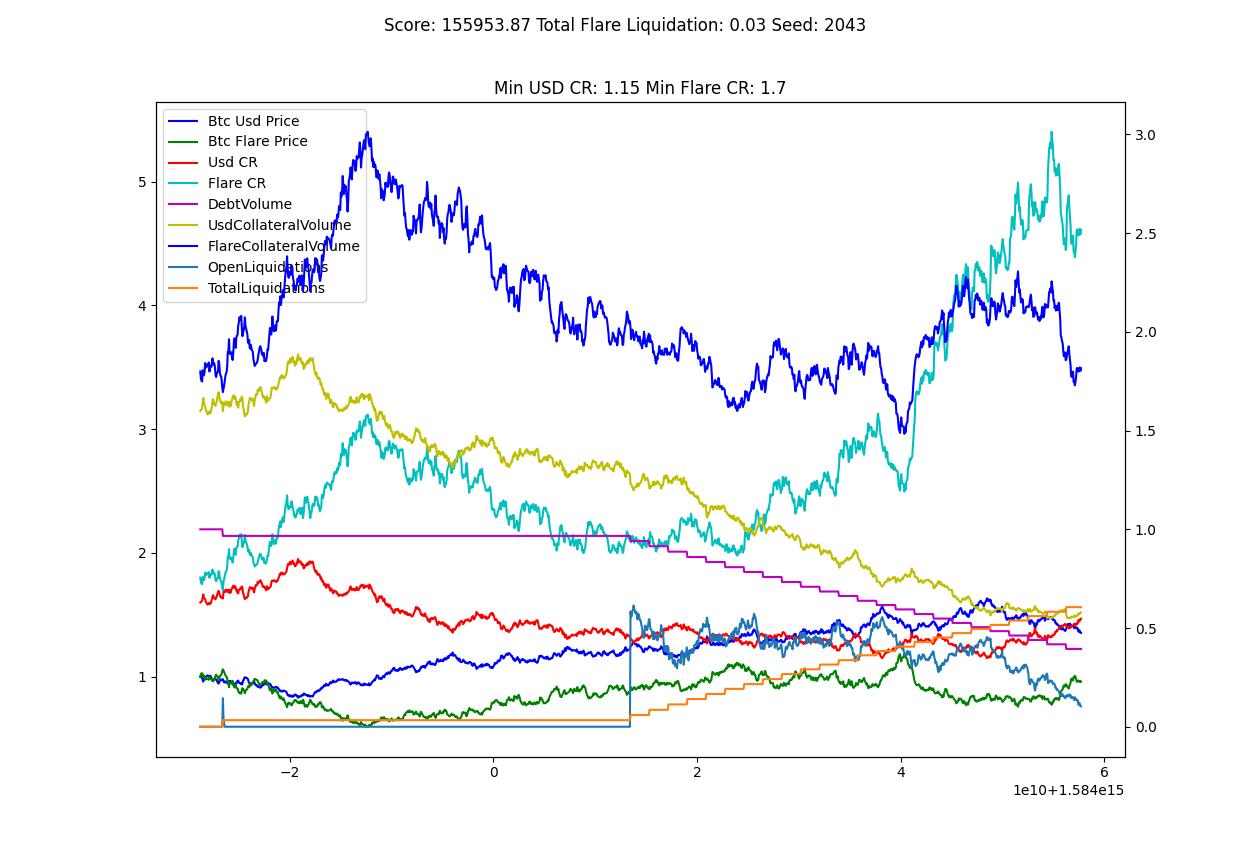 Score: 155953.87 Total Flare Liquidation: 0.03 Seed: 2043
Min USD CR: 1.15 Min Flare CR: 1.7
Btc Usd Price
Btc Flare Price
Usd CR
Flare CR
DebtVolume
UsdCollateralVolume
FlareCollateralVolume
OpenLiquidations
TotalLiquidations
5
4
3
2
1
3.0
2.5
2.0
1.5
1.0
0.5
0.0
−2 0 2 4 6
1e10+1.584e15